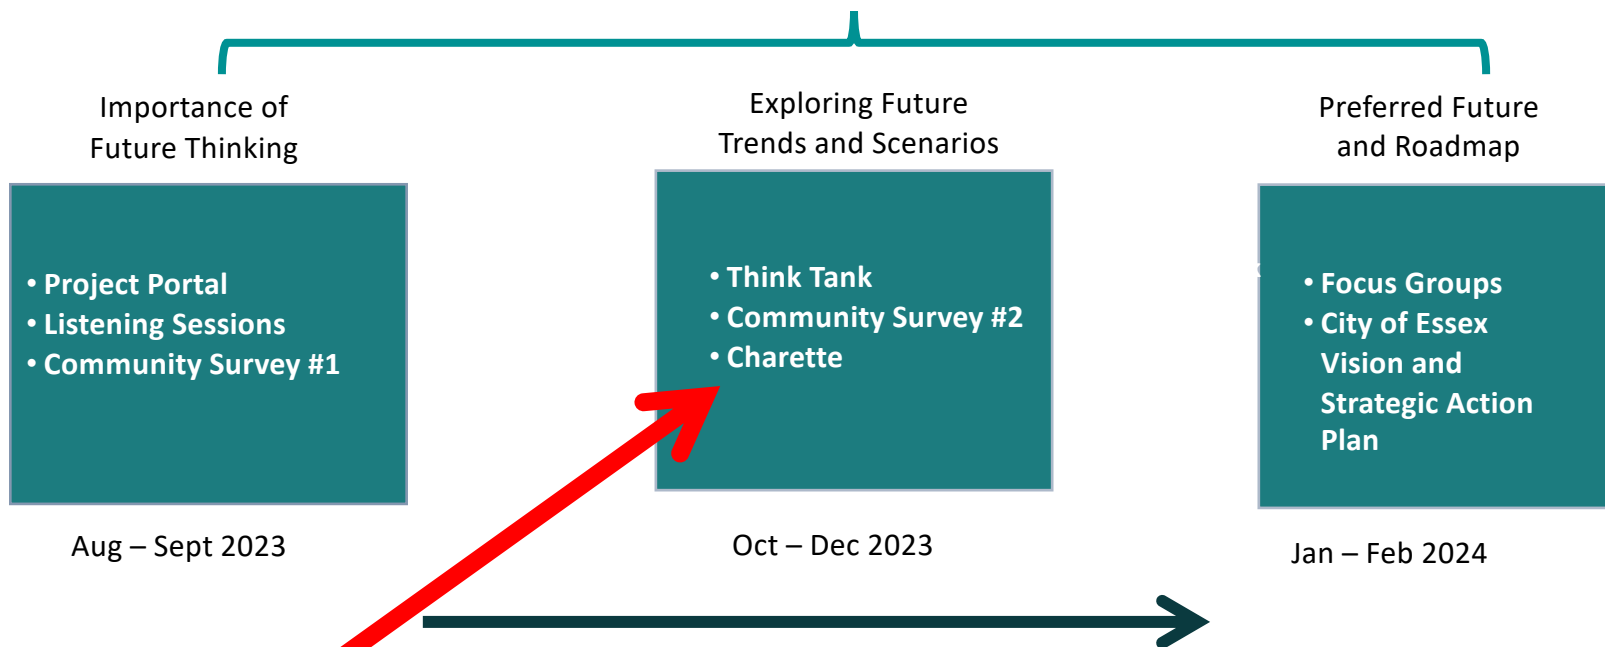 Importance of
Future Thinking
• Project Portal
• Listening Sessions
• Community Survey #1
Aug – Sept 2023
Exploring Future
Trends and Scenarios
• Think Tank
• Community Survey #2
• Charette
Oct – Dec 2023
Preferred Future
and Roadmap
• Focus Groups
• City of Essex
Vision and
Strategic Action
Plan
Jan – Feb 2024